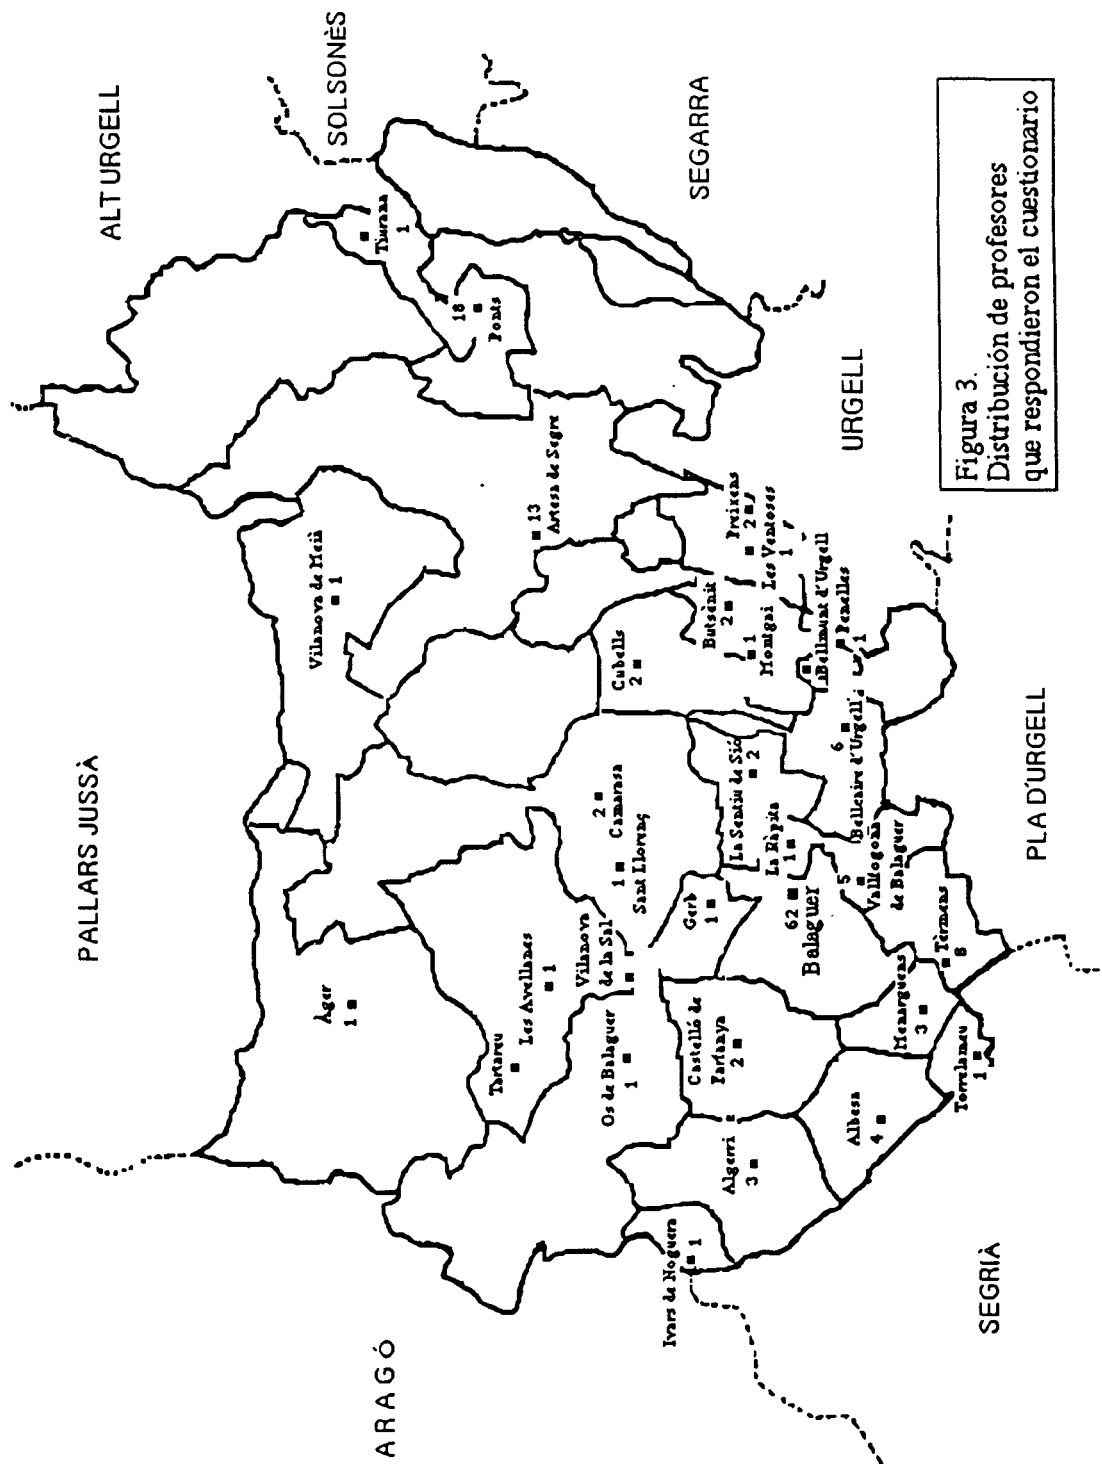 ARAGÓ
PALLARS JUSSÀ
ALT URGELL
SOLSONÈS
SEGARRA
URGELL
PLA D'URGELL
SEGRIÀ
Tiurana
1
18
Ponts
Vilanova de Meià
1
13
Artesa de Segre
Àger
1
Tartareu
Les Avellanes
1
Vilanova
de la Sal
1
2
Camarasa
1
Sant Llorenç
Cubells
2
Butsènit
2
Preixens
2
Les Ventoses
1
1
Montgai
Bellmunt d'Urgell
Penelles
1
Os de Balaguer
1
Castelló de
Farfanya
2
Gerb
1
La Sentiu de Sió
2
La Ràpita
1
6
Bellcaire d'Urgell
62
Balaguer
5
Vallfogona
de Balaguer
Ivars de Noguera
1
Algerri
3
Albesa
4
Menarguens
3
Tèrmens
8
Torrelameu
1
Figura 3.
Distribución de profesores
que respondieron el cuestionario